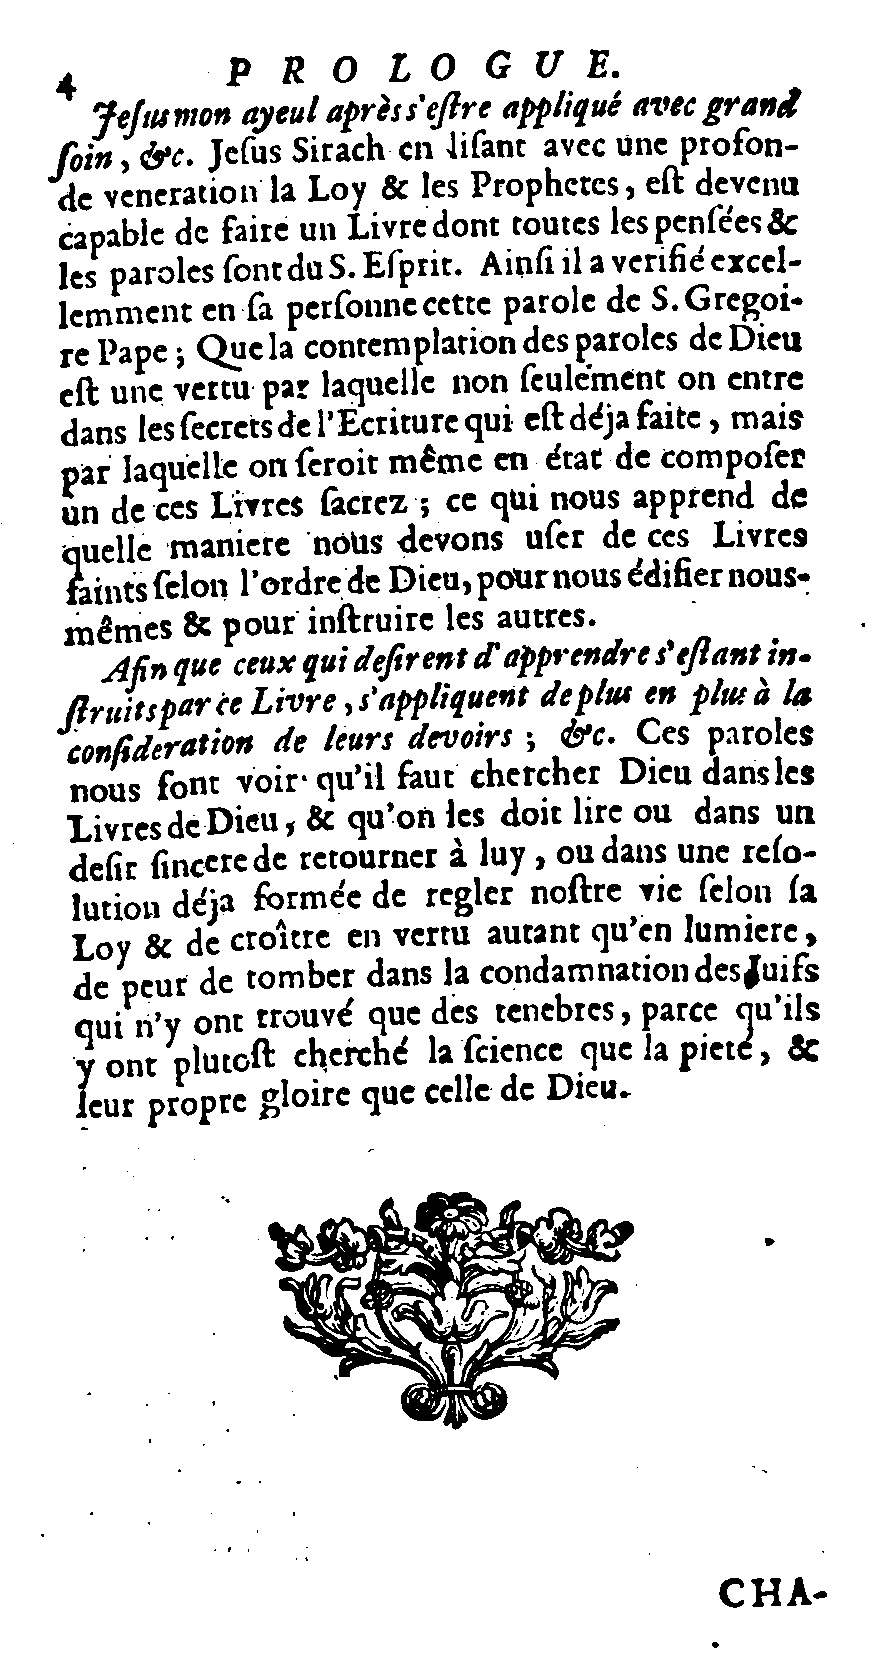 4 PROLOGUE.
Jeſus mon ayeul après s'eſtre appliqué avec grand
ſoin, &c. Jeſus Sirach en liſant avec une profon-
de veneration la Loy & les Prophetes, eſt devenu
capable de faire un Livre dont toutes les penſées &
les paroles ſont du S. Eſprit. Ainſi il a verifié excel-
lemment en ſa perſonne cette parole de S. Gregoi-
re Pape; Que la contemplation des paroles de Dieu
eſt une vertu par laquelle non ſeulement on entre
dans les ſecrets de l'Ecriture qui eſt déja faite, mais
par laquelle on ſeroit même en état de compoſer
un de ces Livres ſacrez; ce qui nous apprend de
quelle maniere nous devons uſer de ces Livres
ſaints ſelon l'ordre de Dieu, pour nous édifier nous-
mêmes & pour inſtruire les autres.
Afin que ceux qui deſirent d'apprendre s'eſtant in-
ſtruits par ce Livre, s'appliquent de plus en plus à la
conſideration de leurs devoirs; &c. Ces paroles
nous font voir qu'il faut chercher Dieu dans les
Livres de Dieu, & qu'on les doit lire ou dans un
deſir ſincere de retourner à luy, ou dans une reſo-
lution déja formée de regler noſtre vie ſelon ſa
Loy & de croître en vertu autant qu'en lumiere,
de peur de tomber dans la condamnation des Juifs
qui n'y ont trouvé que des tenebres, parce qu'ils
y ont plutoſt cherché la ſcience que la pieté, &
leur propre gloire que celle de Dieu.
CHA-